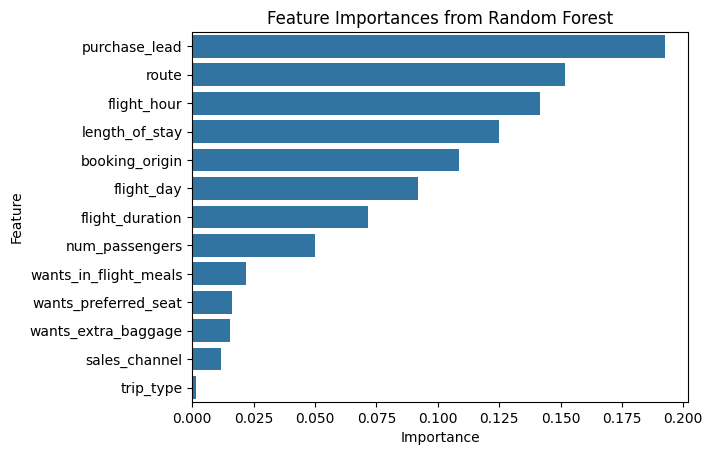 Feature Importances from Random Forest
purchase_lead
route
flight_hour
length_of_stay
booking_origin
flight_day
flight_duration
num_passengers
wants_in_flight_meals
wants_preferred_seat
wants_extra_baggage
sales_channel
trip_type
Feature
0.000 0.025 0.050 0.075 0.100 0.125 0.150 0.175 0.200
Importance